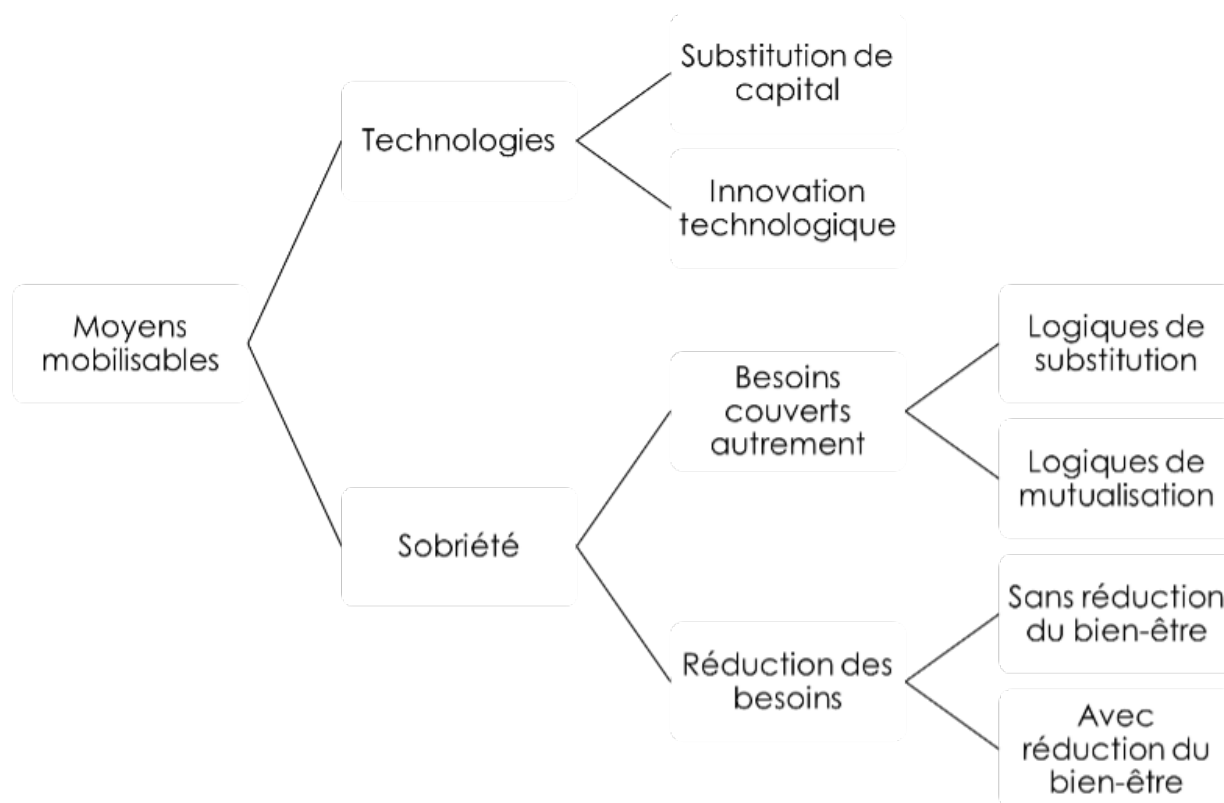 Moyens
mobilisables
Technologies
Substitution de
capital
Innovation
technologique
Sobriété
Besoins
couverts
autrement
Logiques de
substitution
Logiques de
mutualisation
Réduction des
besoins
Sans réduction
du bien-être
Avec
réduction du
bien-être